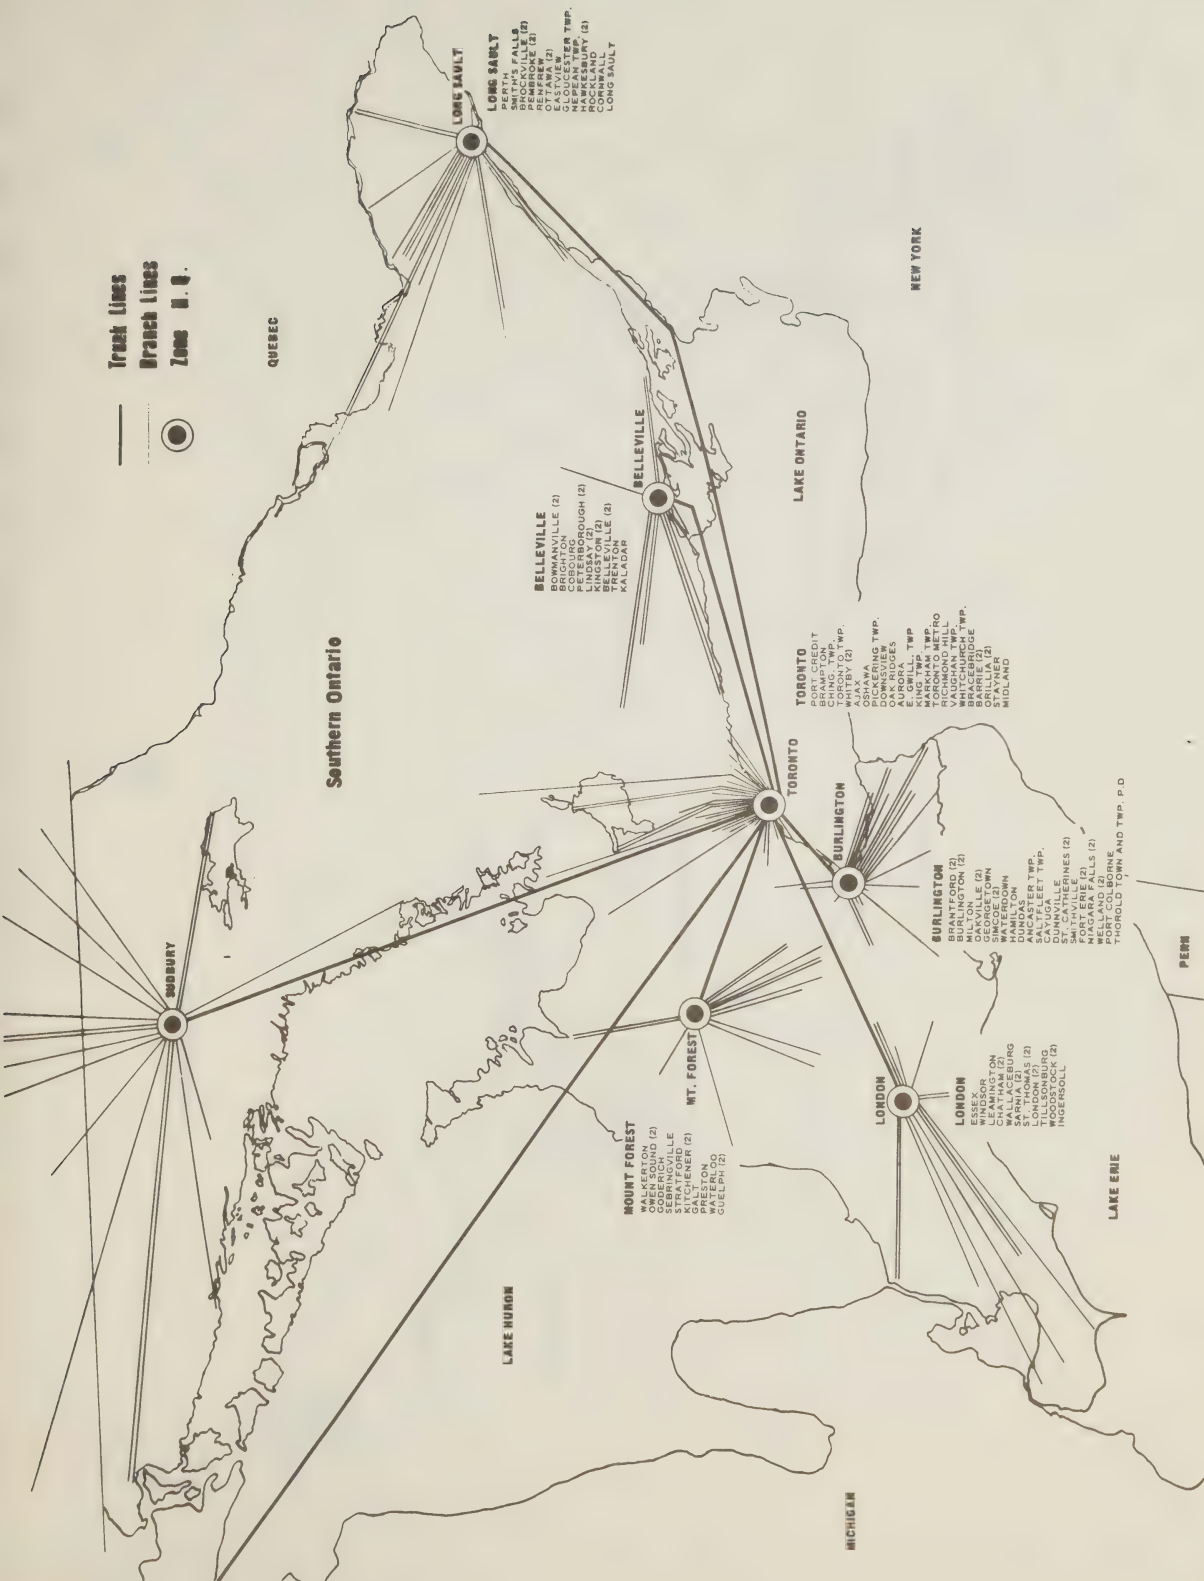 Trunk Lines
Branch Lines
Zone H.Q.
QUEBEC
Southern Ontario
SUDBURY
LONG SAULT
LONG SAULT
PERTH
SMITH'S FALLS
BROCKVILLE (2)
PEMBROKE (2)
RENFREW
OTTAWA (2)
EASTVIEW
GLOUCESTER TWP.
NEPEAN TWP.
HAWKESBURY (2)
ROCKLAND
CORNWALL
LONG SAULT
BELLEVILLE
BELLEVILLE
BOWMANVILLE (2)
BRIGHTON
COBOURG
PETERBOROUGH (2)
LINDSAY (2)
KINGSTON (2)
BELLEVILLE (2)
TRENTON
KALADAR
NEW YORK
LAKE ONTARIO
TORONTO
TORONTO
PORT CREDIT
BRAMPTON
CHING. TWP.
TORONTO TWP.
WHITBY (2)
AJAX
OSHAWA
PICKERING TWP.
DOWNSVIEW
OAK RIDGES
AURORA
E. GWILL. TWP
KING TWP.
MARKHAM TWP.
TORONTO METRO
RICHMOND HILL
VAUGHAN TWP.
WHITCHURCH TWP.
BRACEBRIDGE
BARRIE (2)
ORILLIA (2)
STAYNER
MIDLAND
BURLINGTON
BURLINGTON
BRANTFORD (2)
BURLINGTON (2)
MILTON
OAKVILLE (2)
GEORGETOWN
SIMCOE (2)
WATERDOWN
HAMILTON
DUNDAS
ANCASTER TWP.
SALTFLEET TWP.
CAYUGA
DUNNVILLE
ST. CATHERINES (2)
SMITHVILLE
FORT ERIE (2)
NIAGARA FALLS (2)
WELLAND (2)
PORT COLBORNE
THOROLD TOWN AND TWP. P.D
PENN
MT. FOREST
MOUNT FOREST
WALKERTON
OWEN SOUND (2)
GODERICH
SEBRINGVILLE
STRATFORD
KITCHENER (2)
GALT
PRESTON
WATERLOO
GUELPH (2)
LONDON
LONDON
ESSEX
WINDSOR
LEAMINGTON
CHATHAM (2)
WALLACEBURG
SARNIA (2)
ST. THOMAS (2)
LONDON (2)
TILLSONBURG
WOODSTOCK (2)
INGERSOLL
LAKE ERIE
LAKE HURON
MICHIGAN